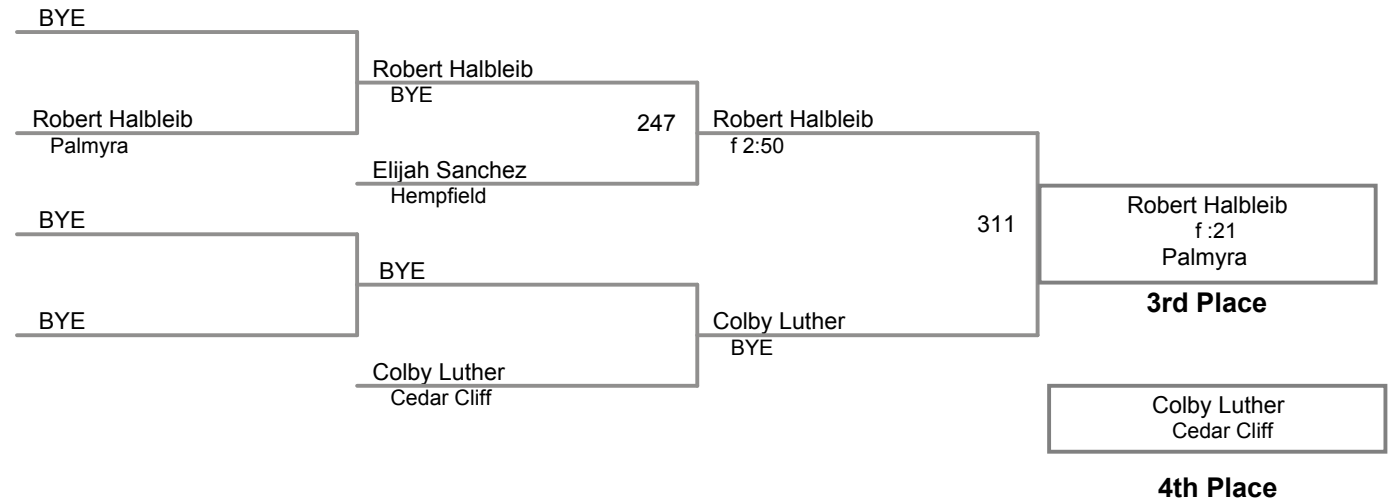 BYE
Robert Halbleib
BYE
Robert Halbleib
Palmyra
247
Robert Halbleib
f 2:50
Elijah Sanchez
Hempfield
Robert Halbleib
f :21
Palmyra
BYE
311
BYE
3rd Place
BYE
Colby Luther
BYE
Colby Luther
Cedar Cliff
Colby Luther
Cedar Cliff
4th Place